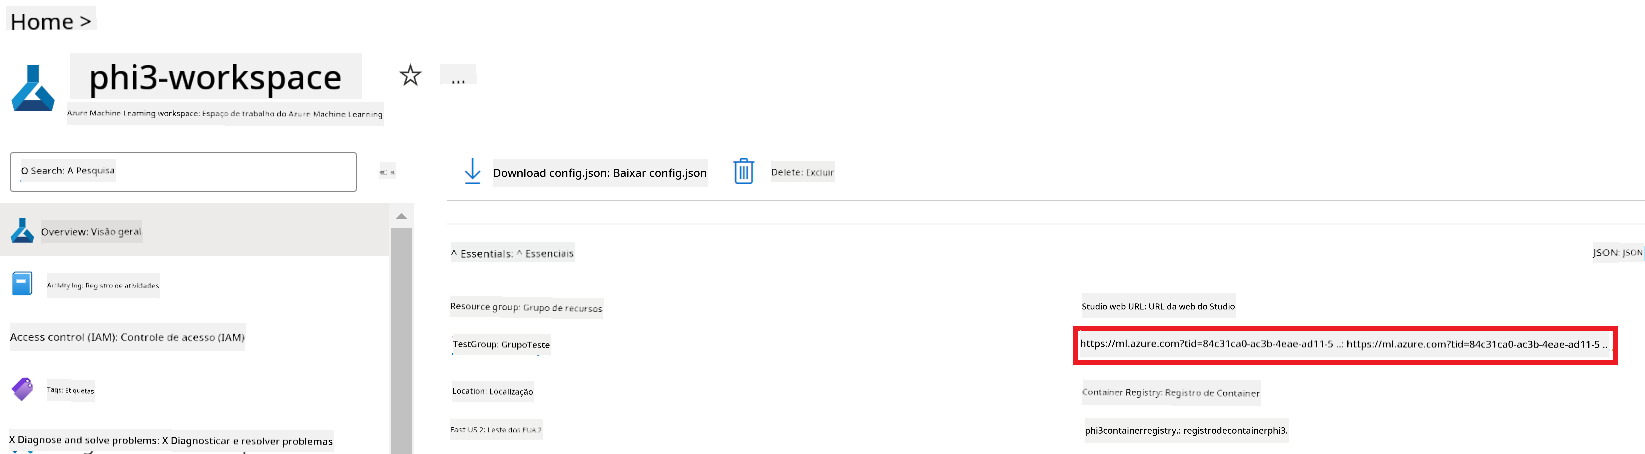 Home >
phi3-workspace
...
Azure Machine Learning workspace: Espaço de trabalho do Azure Machine Learning
O Search: A Pesquisa
Download config.json: Baixar config.json
Delete: Excluir
Overview: Visão geral
Activity log: Registro de atividades
Access control (IAM): Controle de acesso (IAM)
Tags: Etiquetas
X Diagnose and solve problems: X Diagnosticar e resolver problemas
^ Essentials: ^ Essenciais
JSON: JSON
Resource group: Grupo de recursos
TestGroup: GrupoTeste
Location: Localização
East US 2: Leste dos EUA 2
Studio web URL: URL da web do Studio
https://ml.azure.com?tid=84c31ca0-ac3b-4eae-ad11-5 ..: https://ml.azure.com?tid=84c31ca0-ac3b-4eae-ad11-5 ..
Container Registry: Registro de Container
phi3containerregistry.: registrodecontainerphi3.